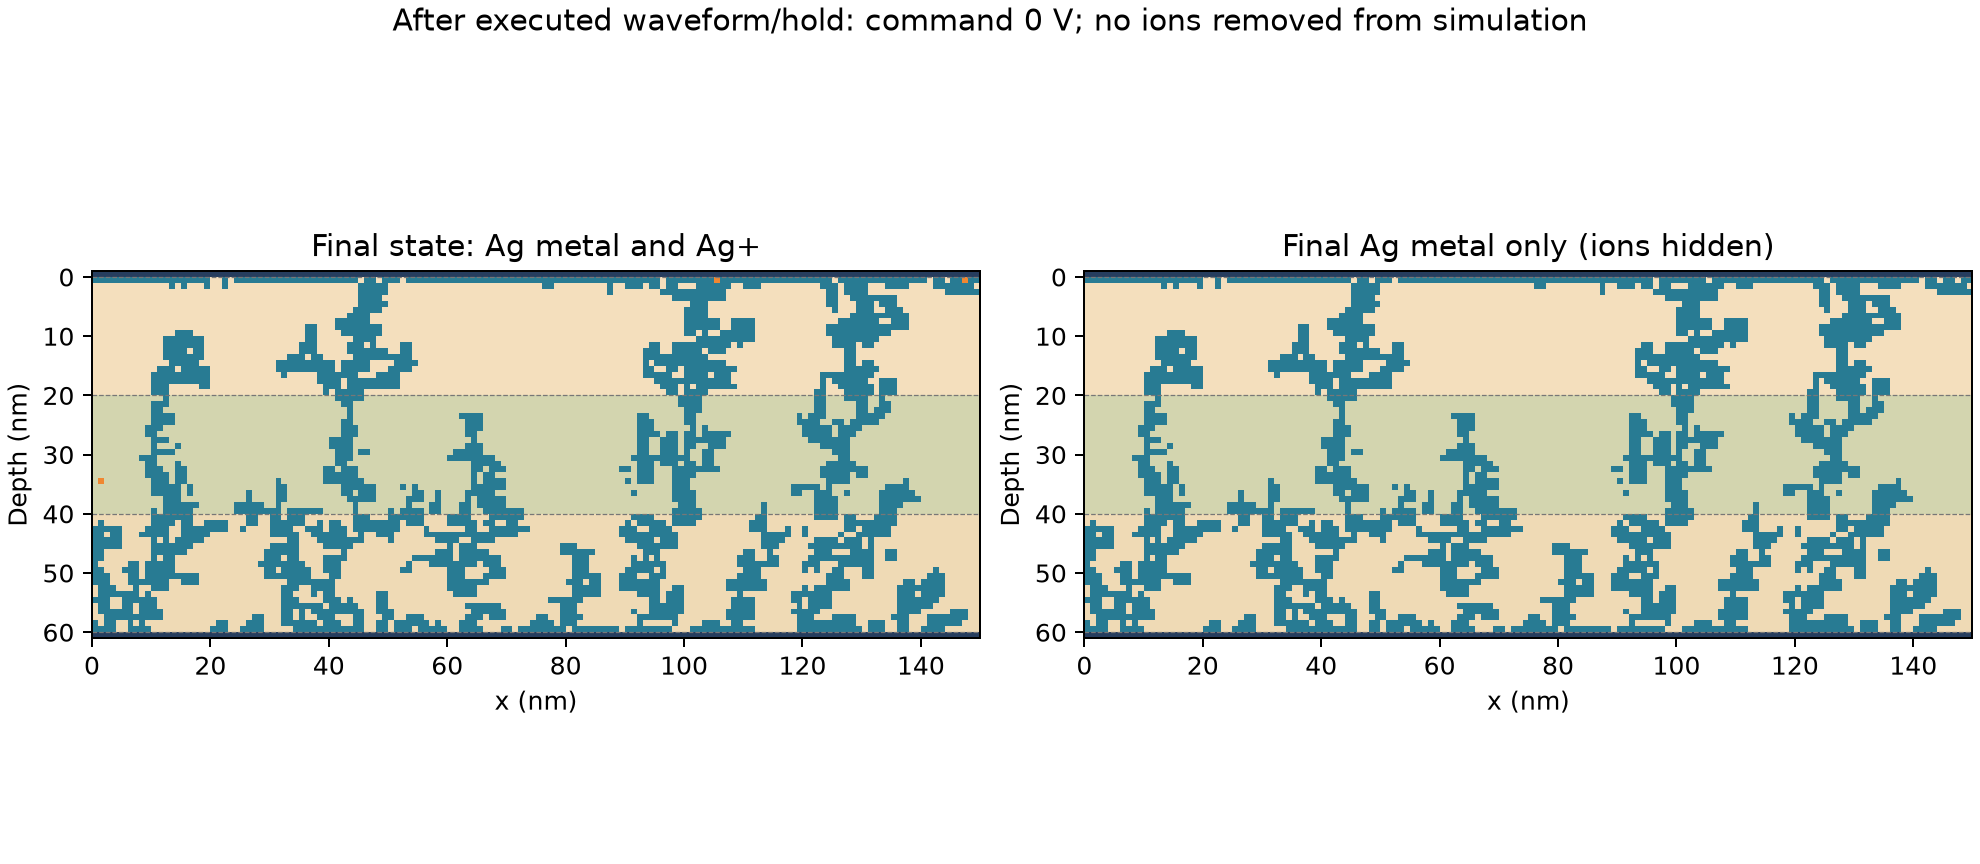 After executed waveform/hold: command 0 V; no ions removed from simulation
Final state: Ag metal and Ag+
Depth (nm)
0
10
20
30
40
50
60
0 20 40 60 80 100 120 140
x (nm)
Final Ag metal only (ions hidden)
Depth (nm)
0
10
20
30
40
50
60
0 20 40 60 80 100 120 140
x (nm)